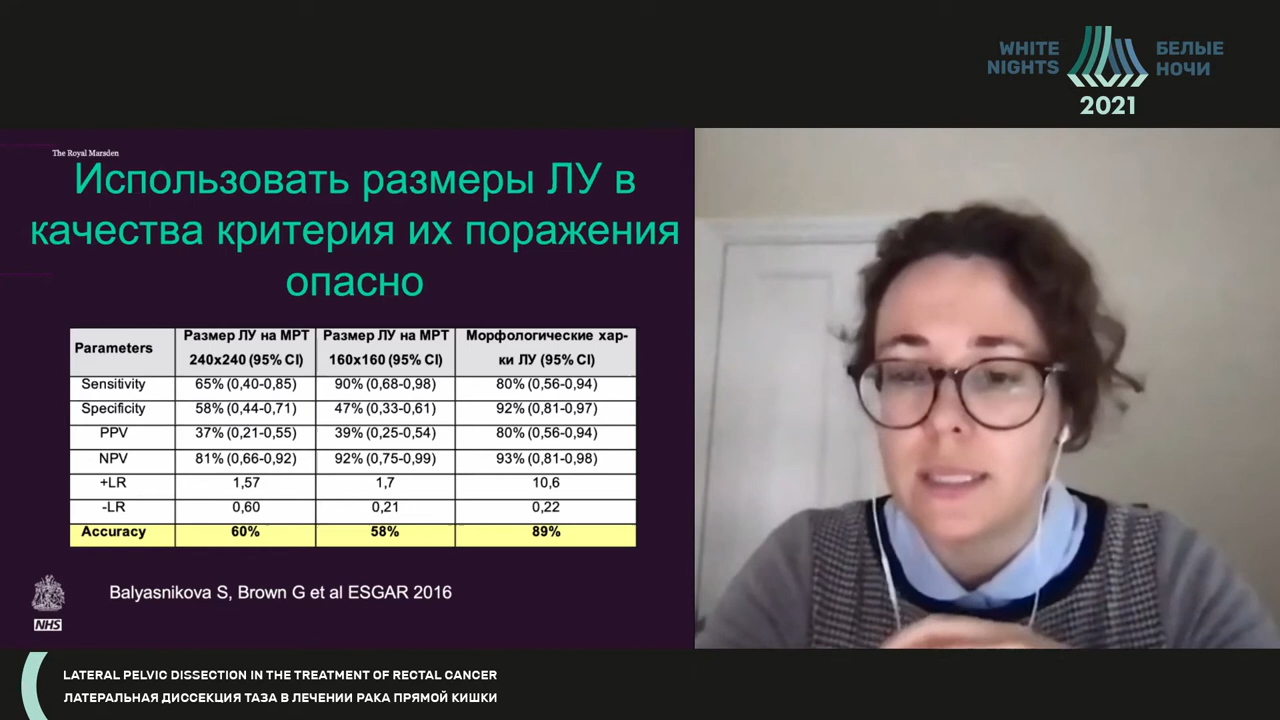 WHITE NIGHTS
БЕЛЫЕ НОЧИ
2021
The Royal Marsden
Использовать размеры ЛУ в
качества критерия их поражения
опасно
Parameters | Размер ЛУ на МРТ 240x240 (95% CI) | Размер ЛУ на МРТ 160x160 (95% CI) | Морфологические хар-ки ЛУ (95% CI)
Sensitivity | 65% (0,40-0,85) | 90% (0,68-0,98) | 80% (0,56-0,94)
Specificity | 58% (0,44-0,71) | 47% (0,33-0,61) | 92% (0,81-0,97)
PPV | 37% (0,21-0,55) | 39% (0,25-0,54) | 80% (0,56-0,94)
NPV | 81% (0,66-0,92) | 92% (0,75-0,99) | 93% (0,81-0,98)
+LR | 1,57 | 1,7 | 10,6
-LR | 0,60 | 0,21 | 0,22
Accuracy | 60% | 58% | 89%
Balyasnikova S, Brown G et al ESGAR 2016
NHS
LATERAL PELVIC DISSECTION IN THE TREATMENT OF RECTAL CANCER
ЛАТЕРАЛЬНАЯ ДИССЕКЦИЯ ТАЗА В ЛЕЧЕНИИ РАКА ПРЯМОЙ КИШКИ